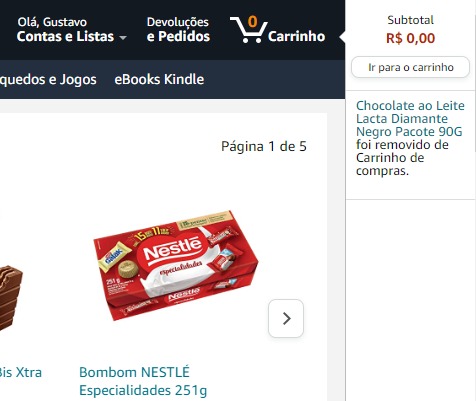 Olá, Gustavo
Contas e Listas
Devoluções
e Pedidos
0
Carrinho
Subtotal
R$ 0,00
Ir para o carrinho
quedos e Jogos
eBooks Kindle
Chocolate ao Leite
Lacta Diamante
Negro Pacote 90G
foi removido de
Carrinho de
compras.
Página 1 de 5
Nestlé
especialidades
251 g
Bis Xtra
Bombom NESTLÉ
Especialidades 251g